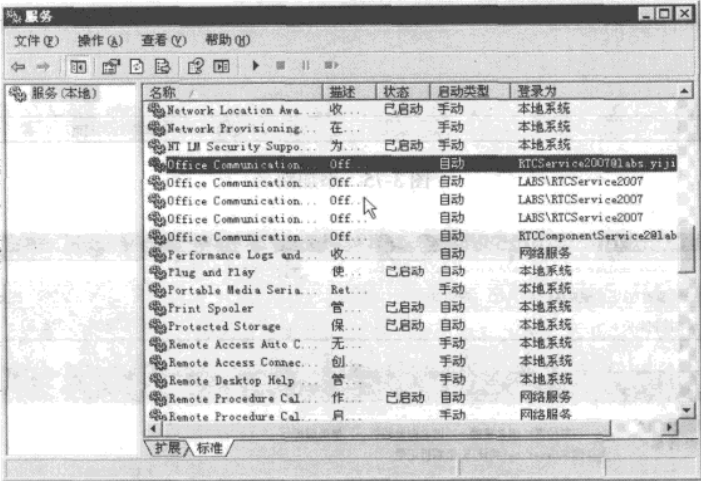 服务
文件(F) 操作(A) 查看(V) 帮助(H)
服务(本地)
名称 描述 状态 启动类型 登录为
Network Location Awa... 收... 已启动 手动 本地系统
Network Provisioning... 在... 手动 本地系统
NT LM Security Suppo... 为... 已启动 手动 本地系统
Office Communication... Off... 自动 RTCService2007@labs.yiji
Office Communication... Off... 自动 LABS\RTCService2007
Office Communication... Off... 自动 LABS\RTCService2007
Office Communication... Off... 自动 LABS\RTCService2007
Office Communication... Off... 自动 RTCComponentService2@lab
Performance Logs and... 收... 自动 网络服务
Plug and Play 使... 已启动 自动 本地系统
Portable Media Seria... Ret... 手动 本地系统
Print Spooler 管... 已启动 自动 本地系统
Protected Storage 保... 已启动 自动 本地系统
Remote Access Auto C... 无... 手动 本地系统
Remote Access Connec... 创... 手动 本地系统
Remote Desktop Help ... 管... 手动 本地系统
Remote Procedure Cal... 作... 已启动 自动 网络服务
Remote Procedure Cal... 启... 手动 网络服务
扩展 标准